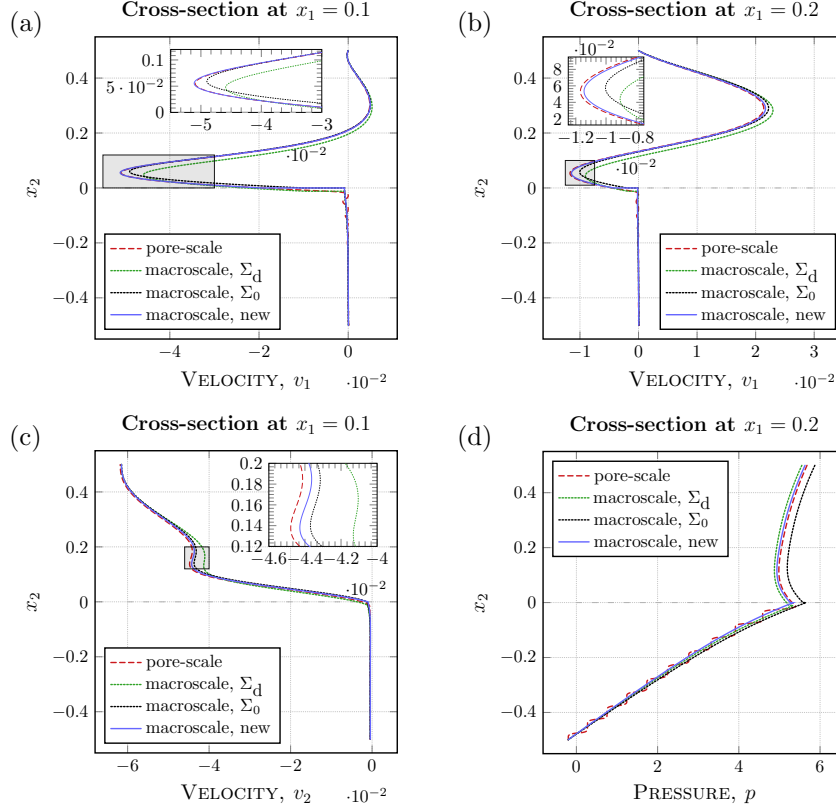 (a)
Cross-section at x₁ = 0.1
0.4
0.2
0
−0.2
−0.4
x₂
0.1
5 · 10⁻²
0
−5
−4
−3
·10⁻²
pore-scale
macroscale, Σd
macroscale, Σ₀
macroscale, new
−4
−2
0
VELOCITY, v₁
·10⁻²
(b)
Cross-section at x₁ = 0.2
0.4
0.2
0
−0.2
−0.4
x₂
·10⁻²
8
6
4
2
−1.2
−1
−0.8
·10⁻²
pore-scale
macroscale, Σd
macroscale, Σ₀
macroscale, new
−1
0
1
2
3
VELOCITY, v₁
·10⁻²
(c)
Cross-section at x₁ = 0.1
0.4
0.2
0
−0.2
−0.4
x₂
0.2
0.18
0.16
0.14
0.12
−4.6
−4.4
−4.2
−4
·10⁻²
pore-scale
macroscale, Σd
macroscale, Σ₀
macroscale, new
−6
−4
−2
0
VELOCITY, v₂
·10⁻²
(d)
Cross-section at x₁ = 0.2
0.4
0.2
0
−0.2
−0.4
x₂
pore-scale
macroscale, Σd
macroscale, Σ₀
macroscale, new
0
2
4
6
PRESSURE, p